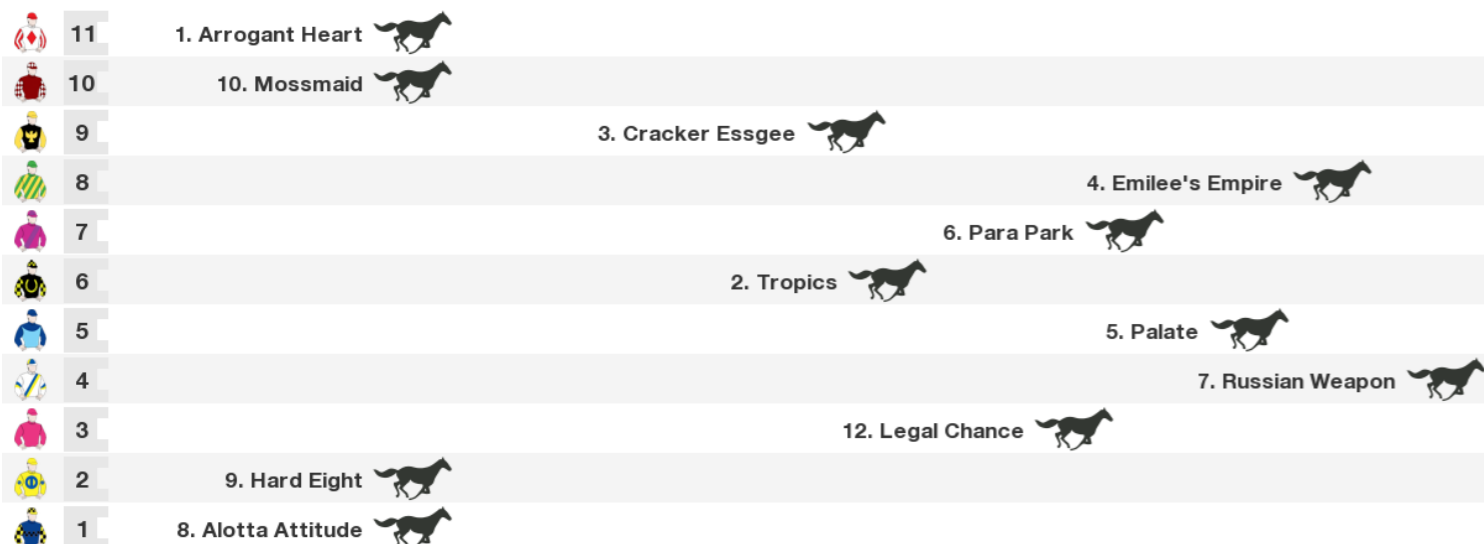 11 1. Arrogant Heart
10 10. Mossmaid
9 3. Cracker Essgee
8 4. Emilee's Empire
7 6. Para Park
6 2. Tropics
5 5. Palate
4 7. Russian Weapon
3 12. Legal Chance
2 9. Hard Eight
1 8. Alotta Attitude